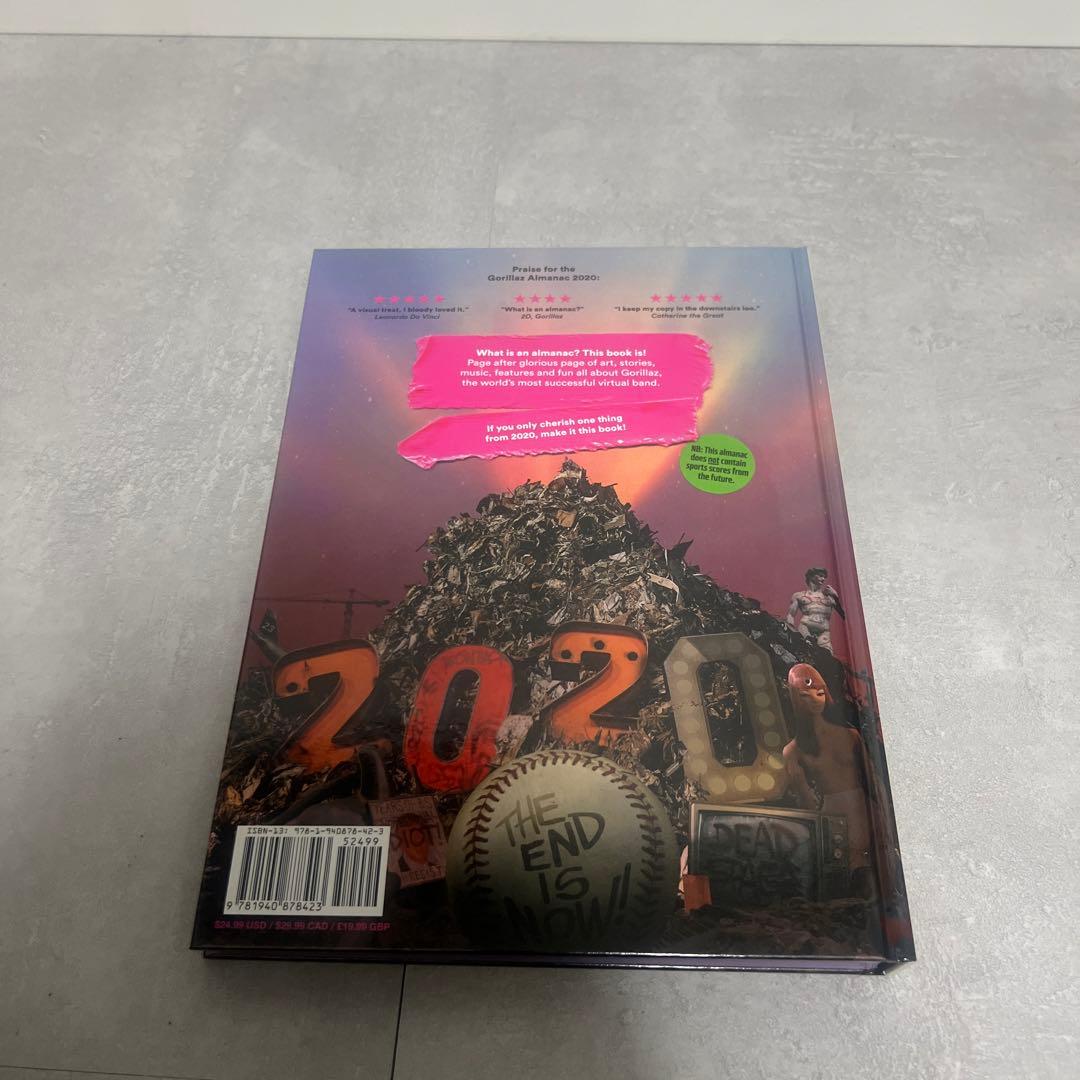 Praise for the
Gorillaz Almanac 2020:
★★★★★
"A visual treat, I bloody loved it."
Leonardo Da Vinci
★★★★
"What is an almanac?"
2D, Gorillaz
★★★★★
"I keep my copy in the downstairs loo."
Catherine the Great
What is an almanac? This book is!
Page after glorious page of art, stories,
music, features and fun all about Gorillaz,
the world's most successful virtual band.
If you only cherish one thing
from 2020, make it this book!
NB: This almanac
does not contain
sports scores from
the future.
23
2020
THE
END
IS
NOW!
DEAD
IDIOT!
RESIST
ISBN-13: 978-1-940878-42-3
52499
9 781940 878423
$24.99 USD / $29.99 CAD / £19.99 GBP